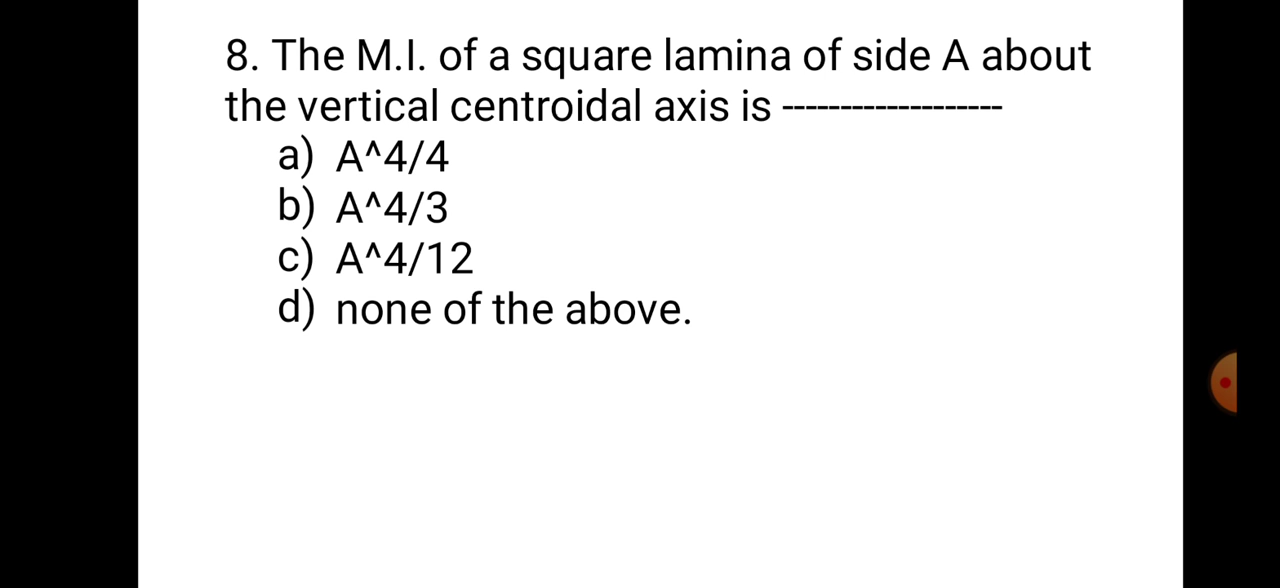 8. The M.I. of a square lamina of side A about
the vertical centroidal axis is -------------------
a) A^4/4
b) A^4/3
c) A^4/12
d) none of the above.